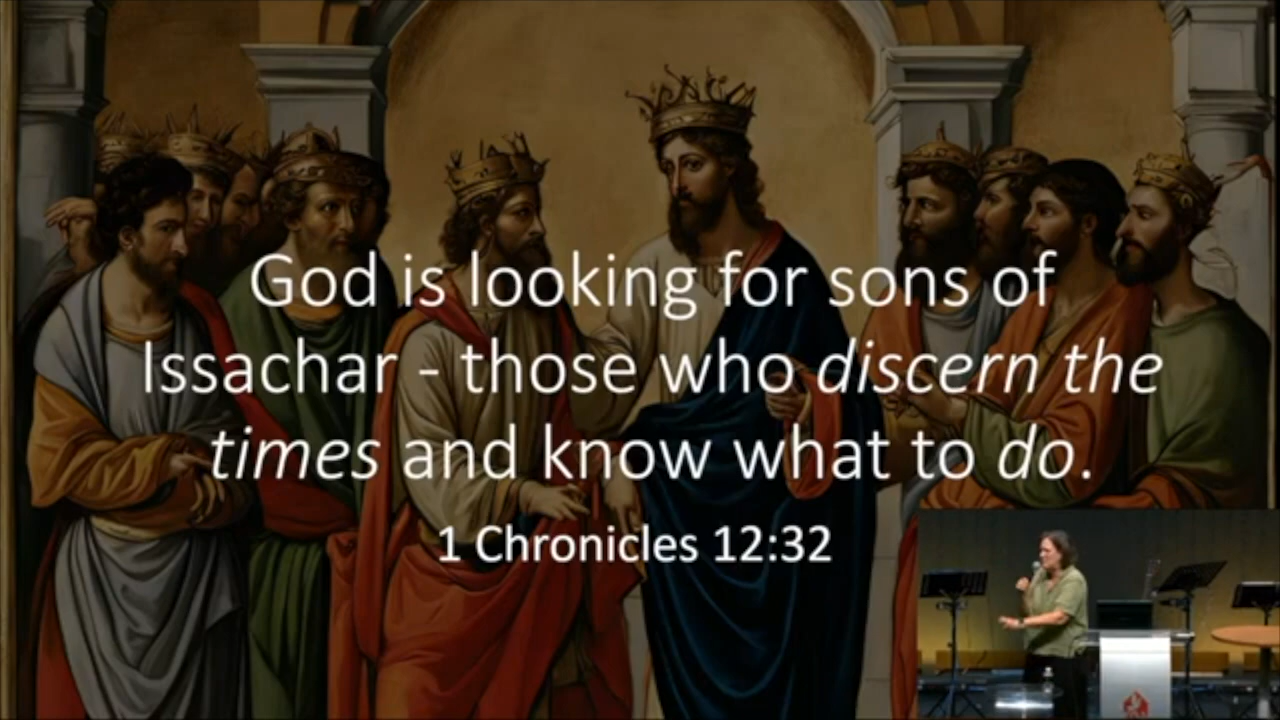 God is looking for sons of
Issachar - those who discern the
times and know what to do.
1 Chronicles 12:32